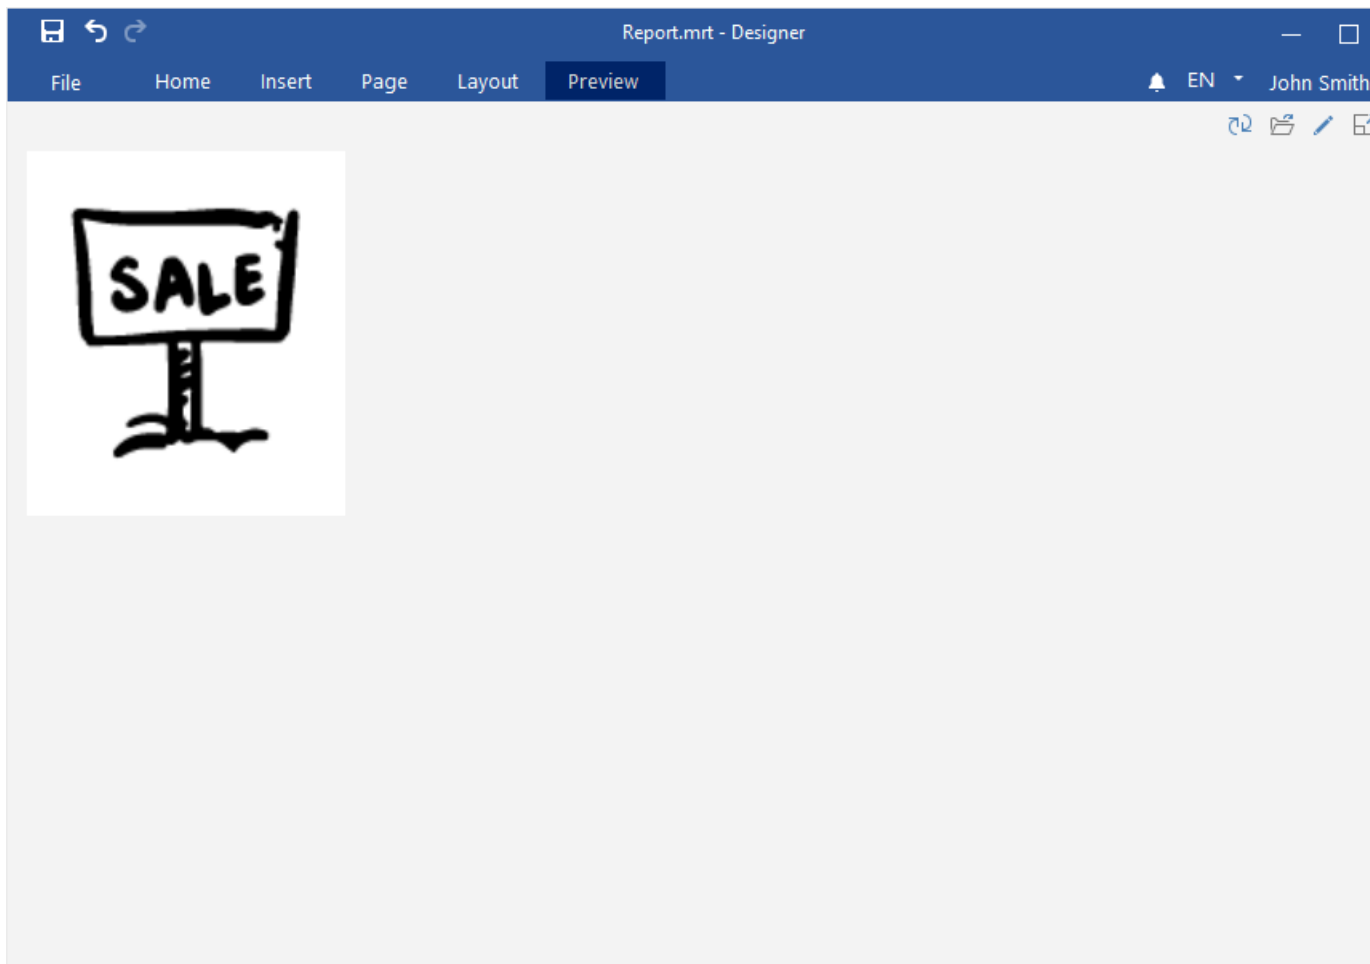 Report.mrt - Designer
File Home Insert Page Layout Preview EN John Smith
SALE